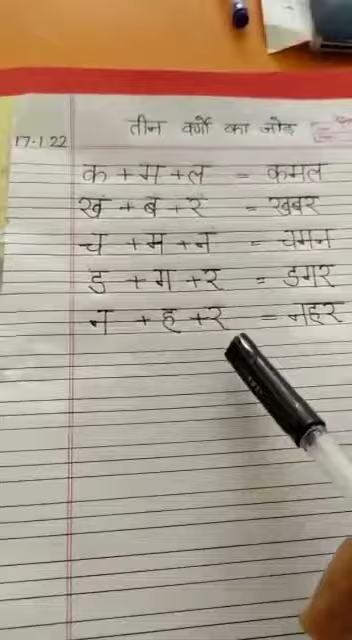 तीन वर्णों का जोड़
17.1.22
क + म + ल = कमल
ख + ब + र = खबर
च + म + न = चमन
ड + ग + र = डगर
न + ह + र = नहर